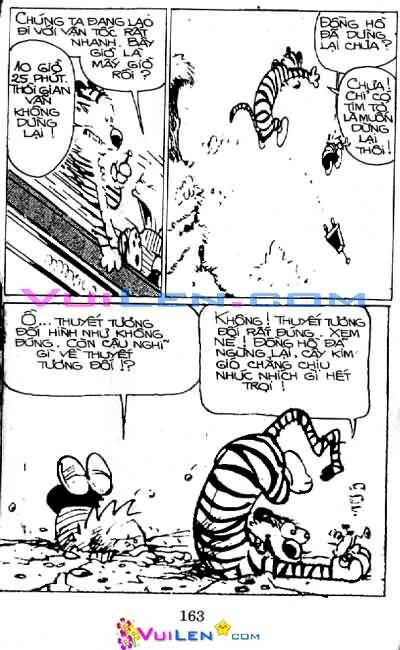 CHÚNG TA ĐANG LAO
ĐI VỚI VẬN TỐC RẤT
NHANH. BÂY
GIỜ LÀ
MẤY GIỜ
RỒI?
10 GIỜ
25 PHÚT.
THỜI GIAN
VẪN
KHÔNG
DỪNG
LẠI!
ĐỒNG HỒ
ĐÃ DỪNG
LẠI CHƯA?
CHƯA!
CHỈ CÓ
TIM TỚ
LÀ MUỐN
DỪNG
LẠI
THÔI!
VUILEN.COM
Ồ... THUYẾT TƯƠNG
ĐỐI HÌNH NHƯ KHÔNG
ĐÚNG. CÒN CẬU NGHĨ
GÌ VỀ THUYẾT
TƯƠNG ĐỐI!?
KHÔNG! THUYẾT TƯƠNG
ĐỐI RẤT ĐÚNG. XEM
NÈ! ĐỒNG HỒ ĐÃ
NGỪNG LẠI, CÂY KIM
GIỜ CHẲNG CHỊU
NHÚC NHÍCH GÌ HẾT
TRỌI!
163
VUILEN.COM